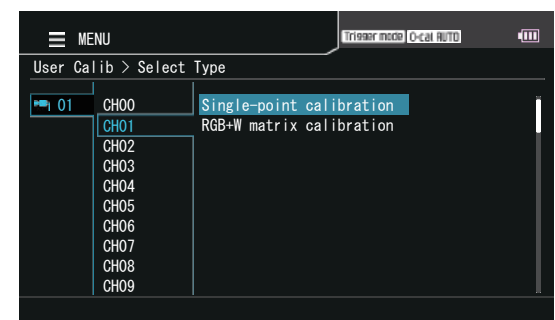 MENU Trigger mode 0-cal AUTO
User Calib > Select Type
01 CH00 Single-point calibration
CH01 RGB+W matrix calibration
CH02
CH03
CH04
CH05
CH06
CH07
CH08
CH09